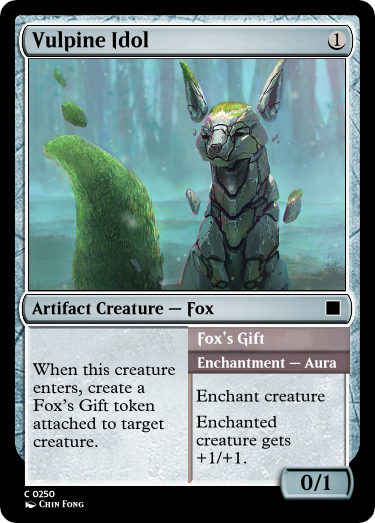 Vulpine Idol
1
Artifact Creature — Fox
When this creature
enters, create a
Fox's Gift token
attached to target
creature.
Fox's Gift
Enchantment — Aura
Enchant creature
Enchanted
creature gets
+1/+1.
0/1
C 0250
Chin Fong